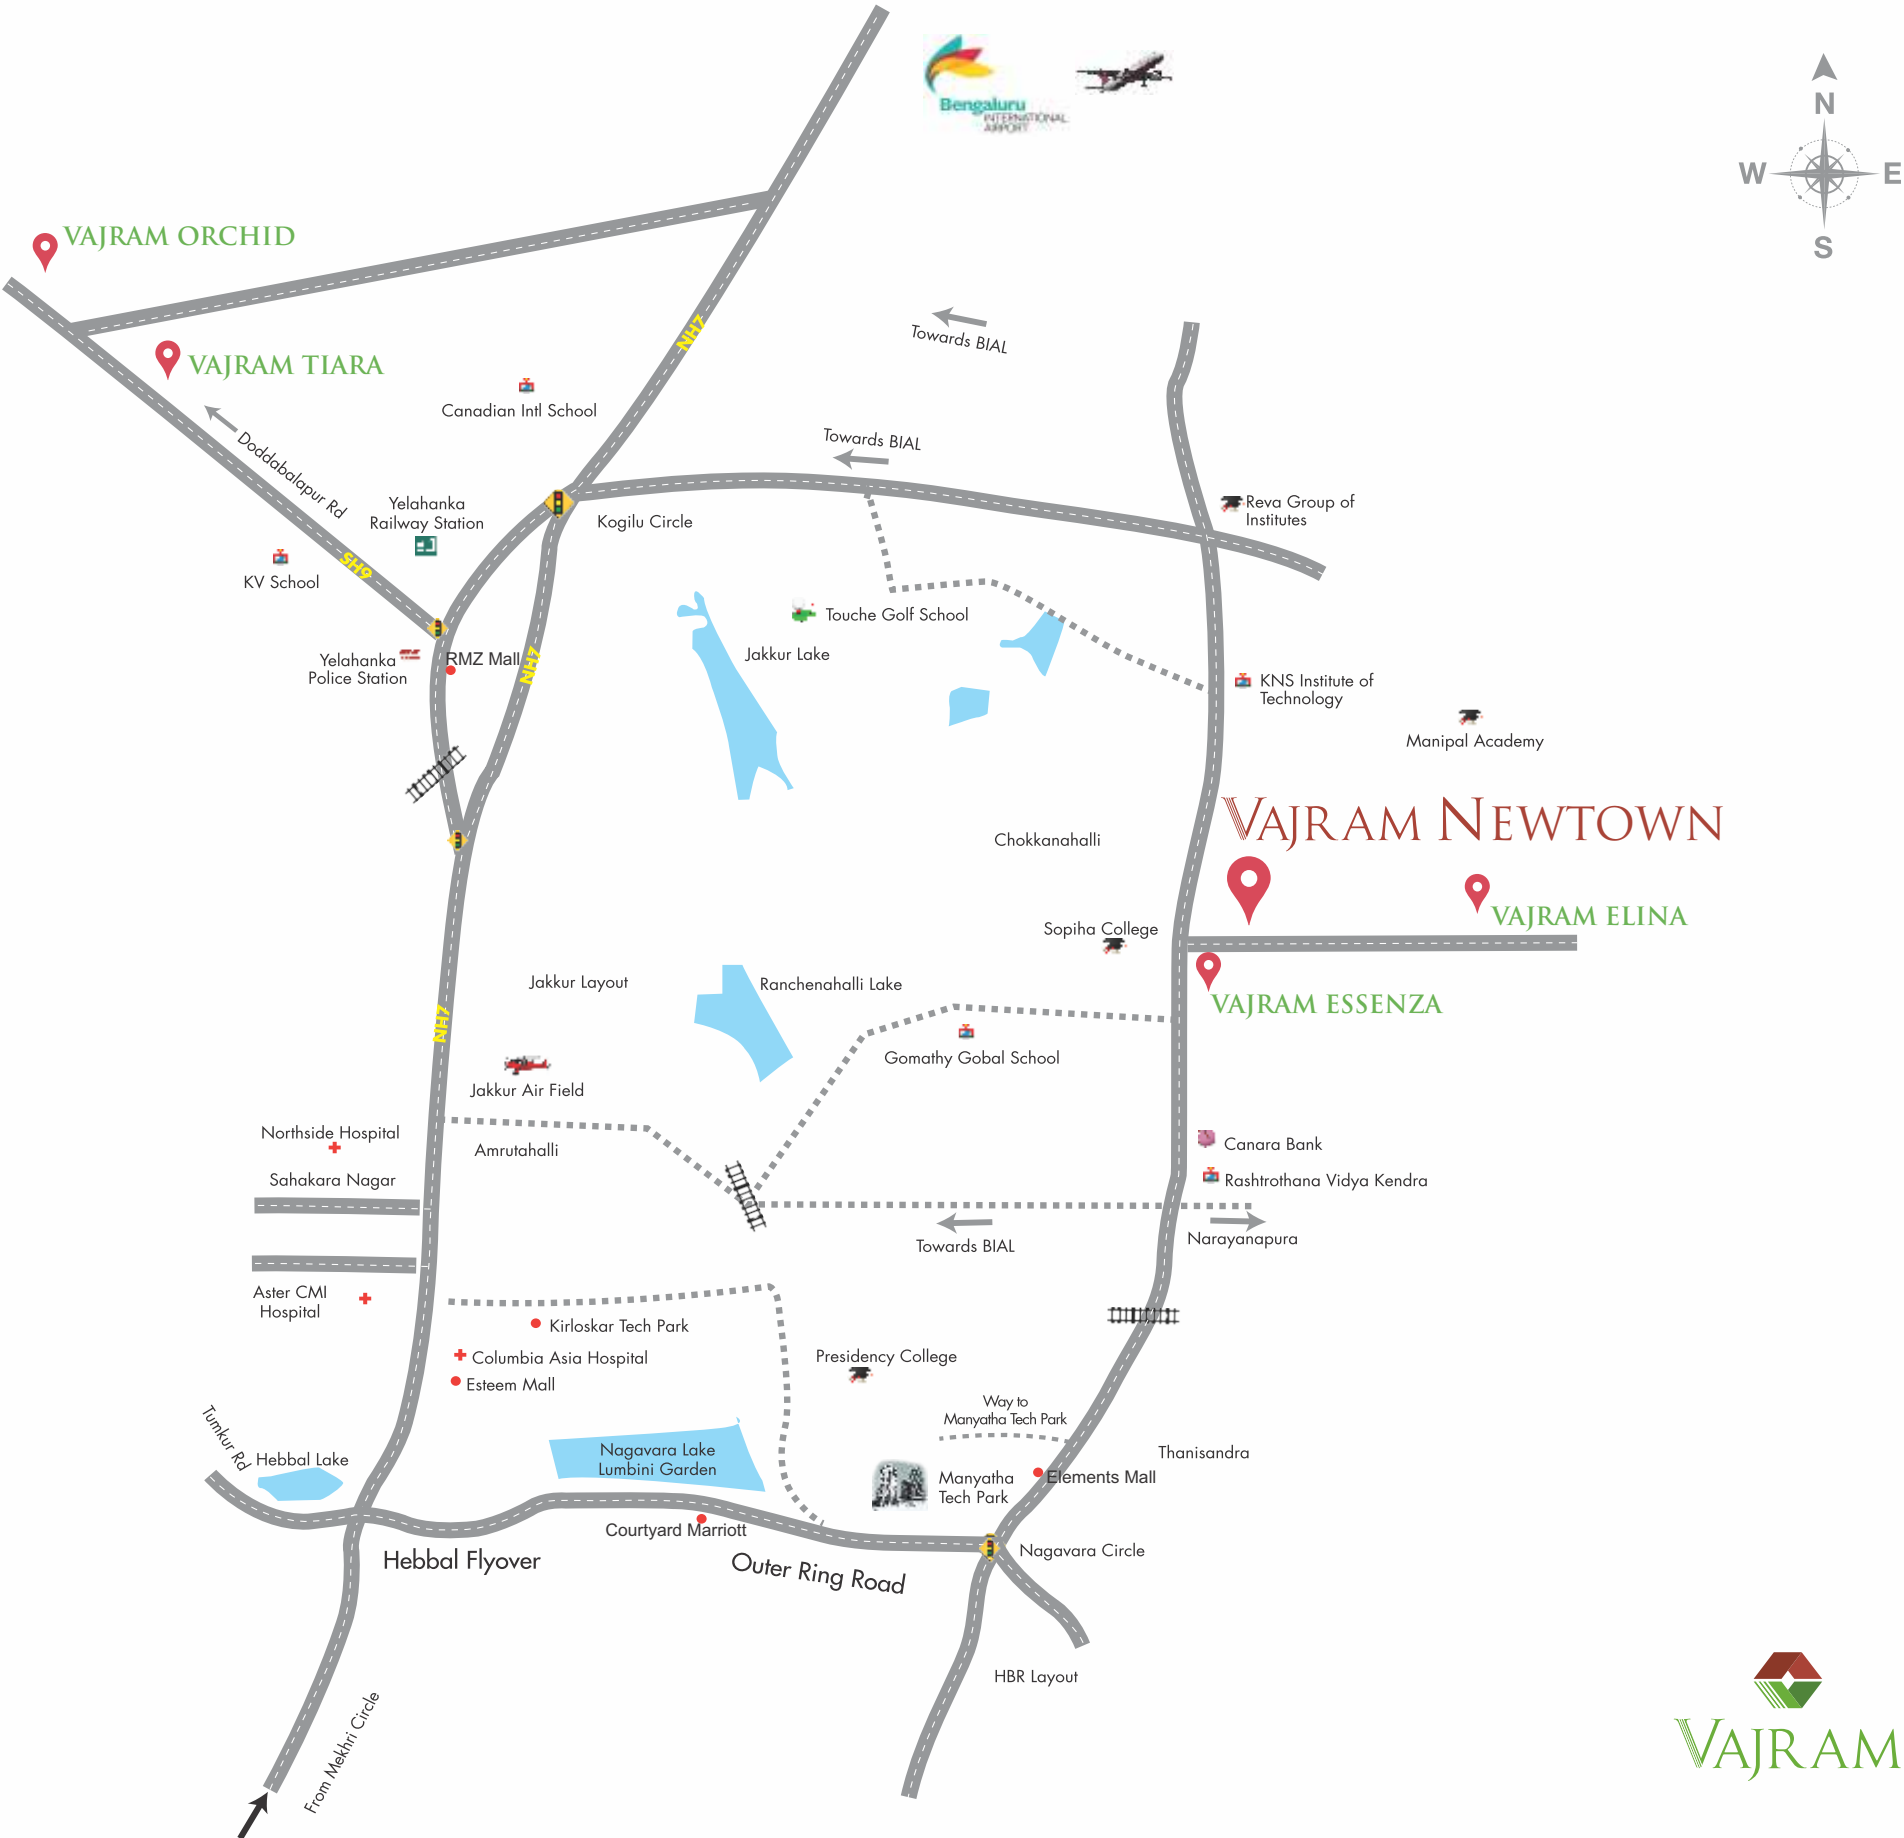 Bengaluru
INTERNATIONAL
AIRPORT
N
W
E
S
VAJRAM ORCHID
NH7
Towards BIAL
VAJRAM TIARA
Canadian Intl School
Towards BIAL
Doddabalapur Rd
Yelahanka
Railway Station
Kogilu Circle
Reva Group of
Institutes
SH9
KV School
Touche Golf School
Jakkur Lake
Yelahanka
Police Station
RMZ Mall
NH7
KNS Institute of
Technology
Manipal Academy
VAJRAM NEWTOWN
Chokkanahalli
VAJRAM ELINA
Sopiha College
Jakkur Layout
Ranchenahalli Lake
VAJRAM ESSENZA
NH7
Gomathy Gobal School
Jakkur Air Field
Northside Hospital
Amrutahalli
Canara Bank
Sahakara Nagar
Rashtrothana Vidya Kendra
Towards BIAL
Narayanapura
Aster CMI
Hospital
Kirloskar Tech Park
Columbia Asia Hospital
Esteem Mall
Presidency College
Way to
Manyatha Tech Park
Tumkur Rd
Hebbal Lake
Nagavara Lake
Lumbini Garden
Thanisandra
Manyatha
Tech Park
Elements Mall
Courtyard Marriott
Hebbal Flyover
Outer Ring Road
Nagavara Circle
HBR Layout
From Mekhri Circle
VAJRAM